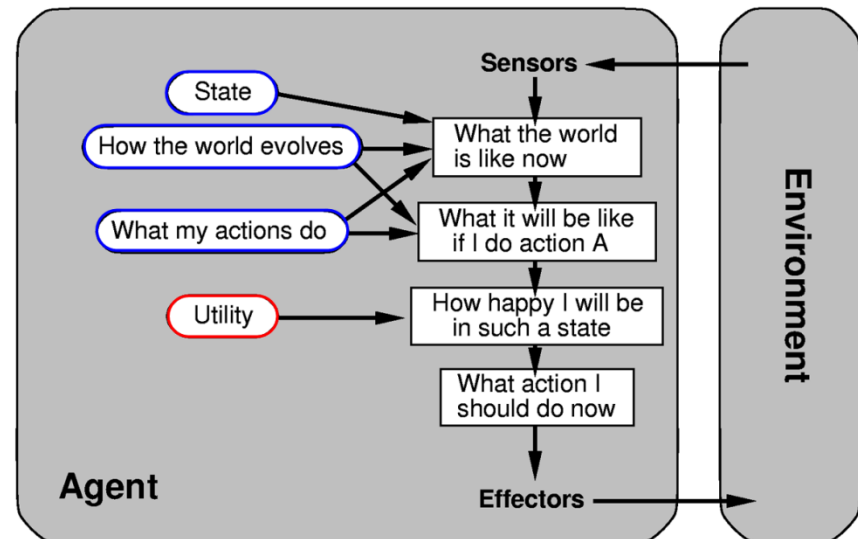 Sensors
State
What the world
is like now
How the world evolves
What my actions do
What it will be like
if I do action A
Utility
How happy I will be
in such a state
What action I
should do now
Agent
Effectors
Environment